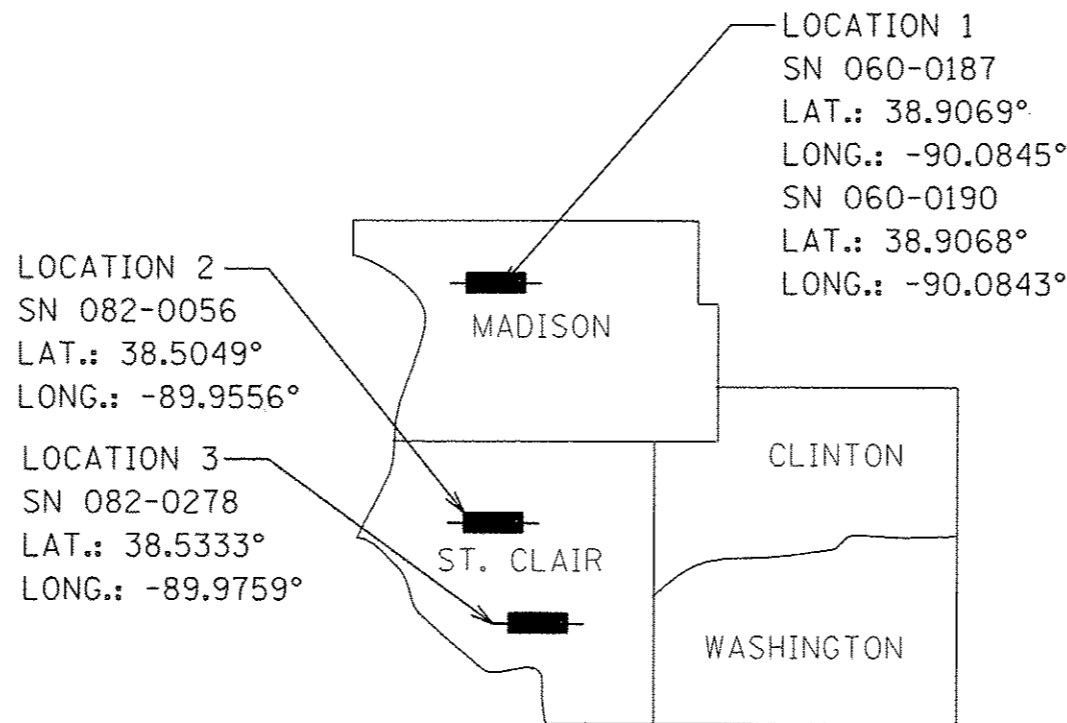 LOCATION 1
SN 060-0187
LAT.: 38.9069°
LONG.: -90.0845°
SN 060-0190
LAT.: 38.9068°
LONG.: -90.0843°
LOCATION 2
SN 082-0056
LAT.: 38.5049°
LONG.: -89.9556°
LOCATION 3
SN 082-0278
LAT.: 38.5333°
LONG.: -89.9759°
MADISON
CLINTON
ST. CLAIR
WASHINGTON